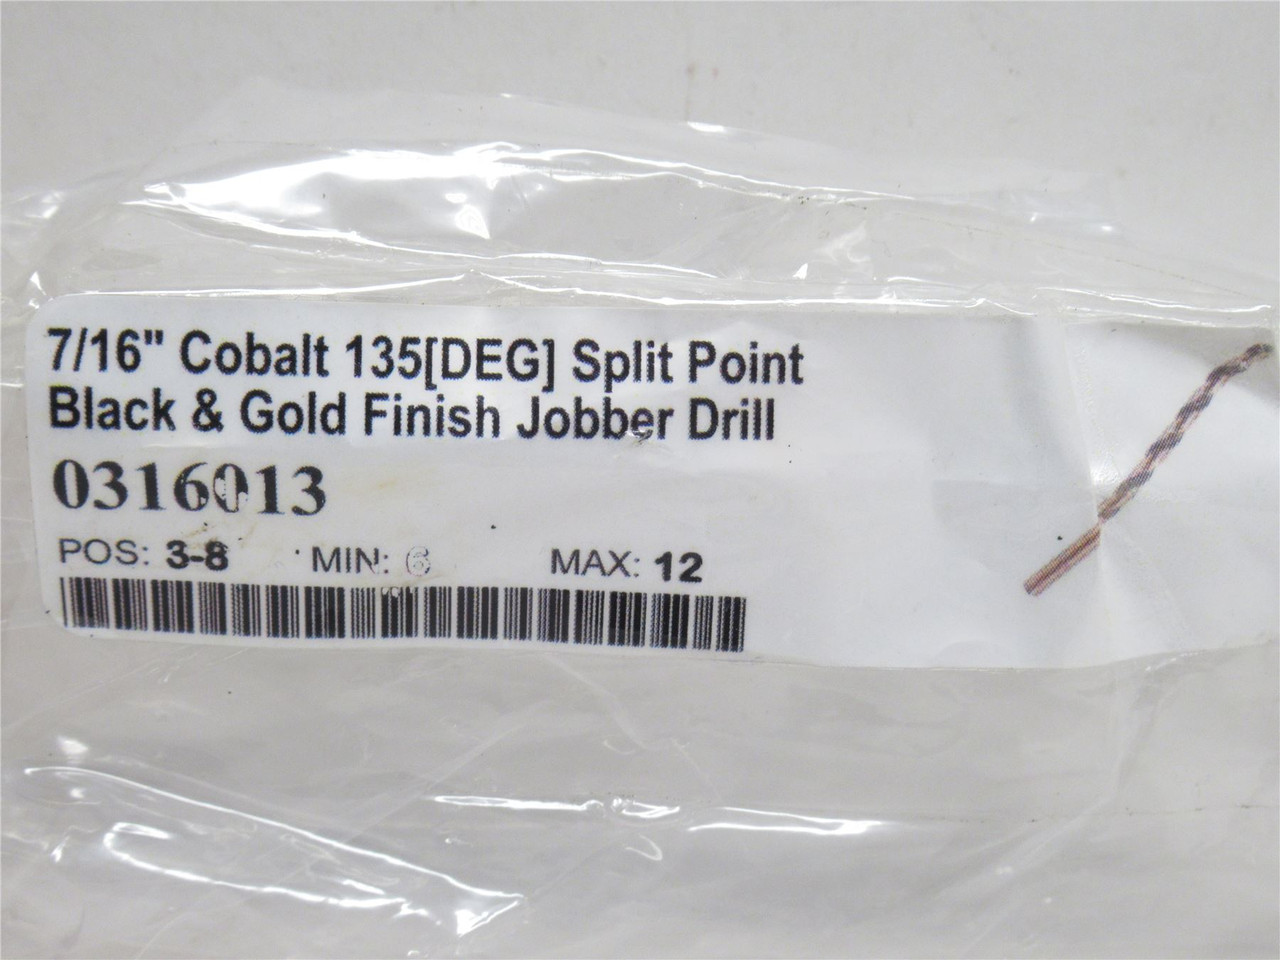 7/16" Cobalt 135[DEG] Split Point
Black & Gold Finish Jobber Drill
0316013
POS: 3-8 MIN: 6 MAX: 12